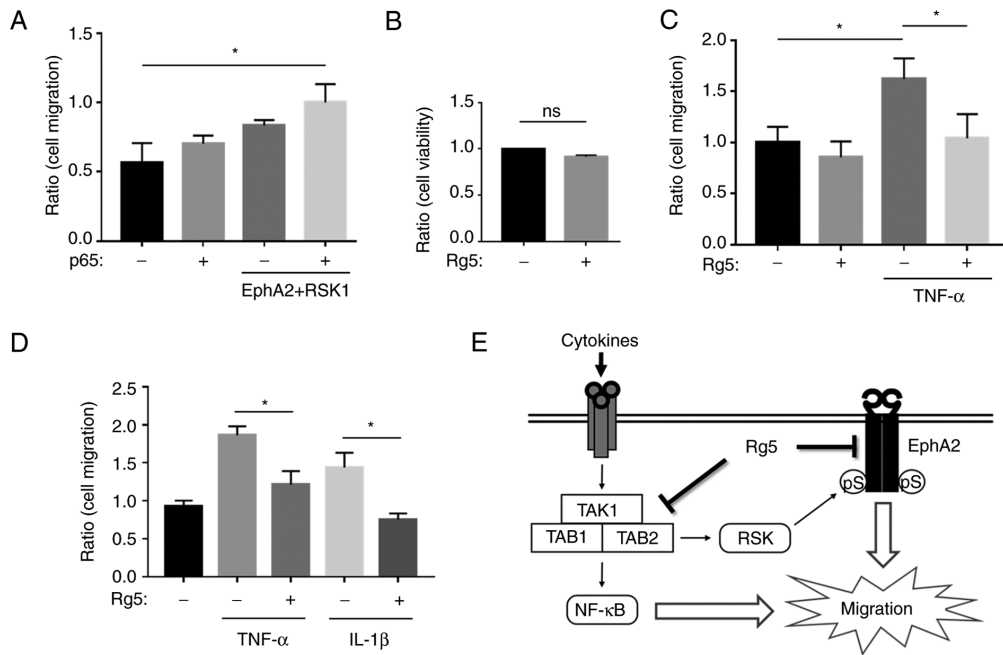 A
Ratio (cell migration)
1.5
1.0
0.5
0.0
*
p65:
– + – +
EphA2+RSK1
B
Ratio (cell viability)
1.5
1.0
0.5
0.0
ns
Rg5:
– +
C
Ratio (cell migration)
2.0
1.5
1.0
0.5
0.0
* *
Rg5:
– + – +
TNF-α
D
Ratio (cell migration)
2.5
2.0
1.5
1.0
0.5
0.0
* *
Rg5:
– – + – +
TNF-α IL-1β
E
Cytokines
Rg5
EphA2
pS pS
TAK1
TAB1 TAB2
RSK
NF-κB
Migration